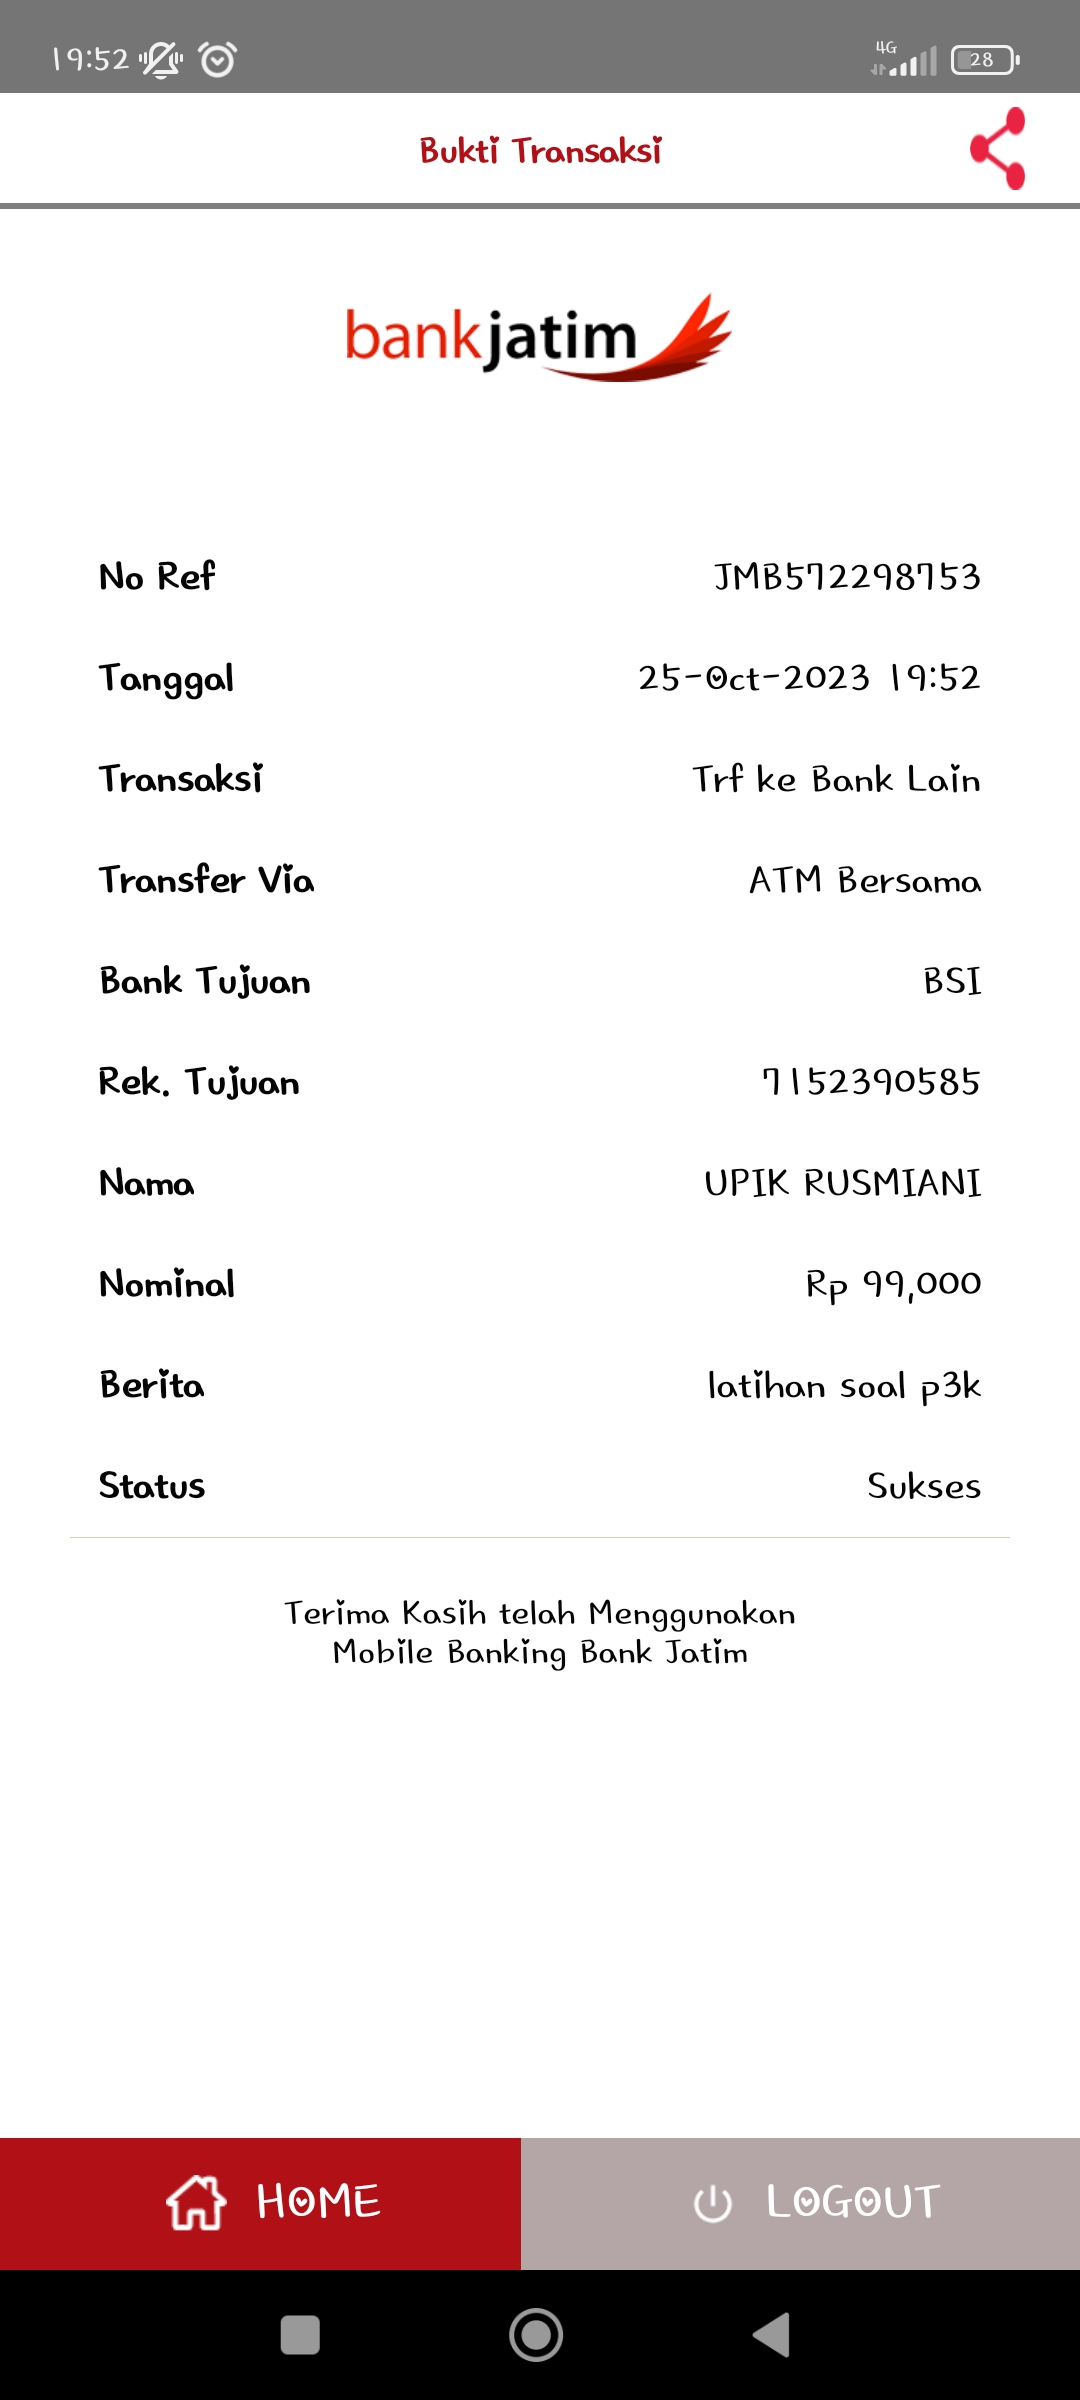 19:52 4G 28
Bukti Transaksi
bankjatim
No Ref JMB572298753
Tanggal 25-Oct-2023 19:52
Transaksi Trf ke Bank Lain
Transfer Via ATM Bersama
Bank Tujuan BSI
Rek. Tujuan 7152390585
Nama UPIK RUSMIANI
Nominal Rp 99,000
Berita latihan soal p3k
Status Sukses
Terima Kasih telah Menggunakan
Mobile Banking Bank Jatim
HOME LOGOUT